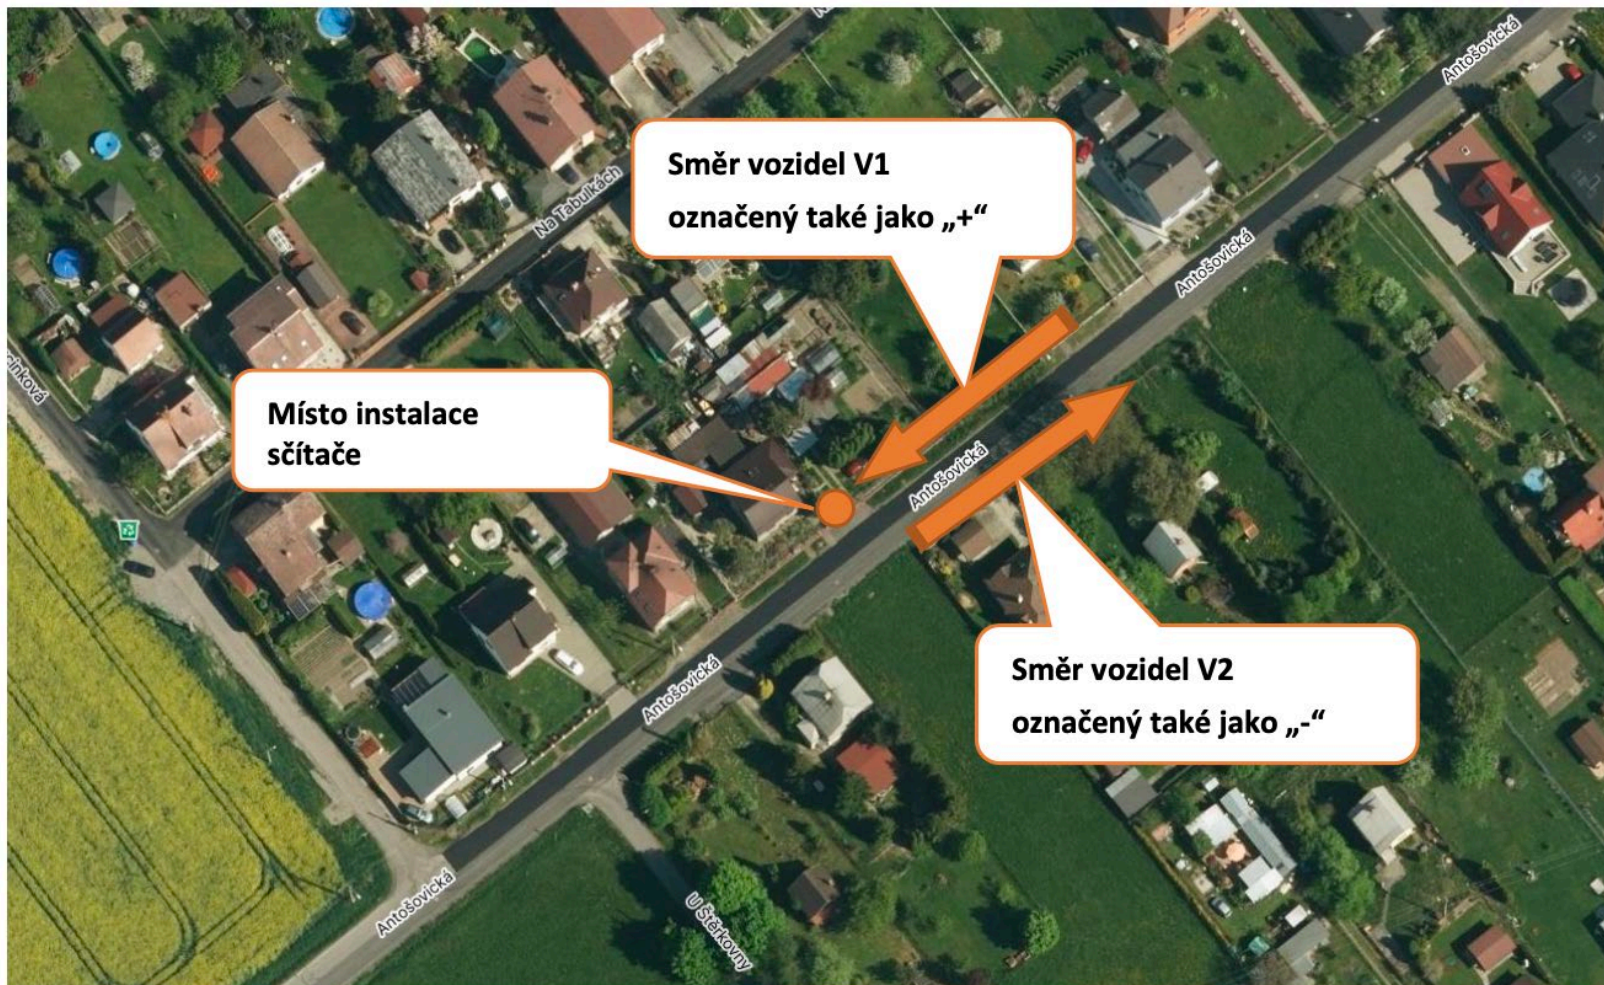 Antošovická
Směr vozidel V1
označený také jako „+“
Na Tabulkách
Antošovická
Místo instalace
sčítače
Antošovická
Směr vozidel V2
označený také jako „-“
Antošovická
Antošovická
U Štěrkovny